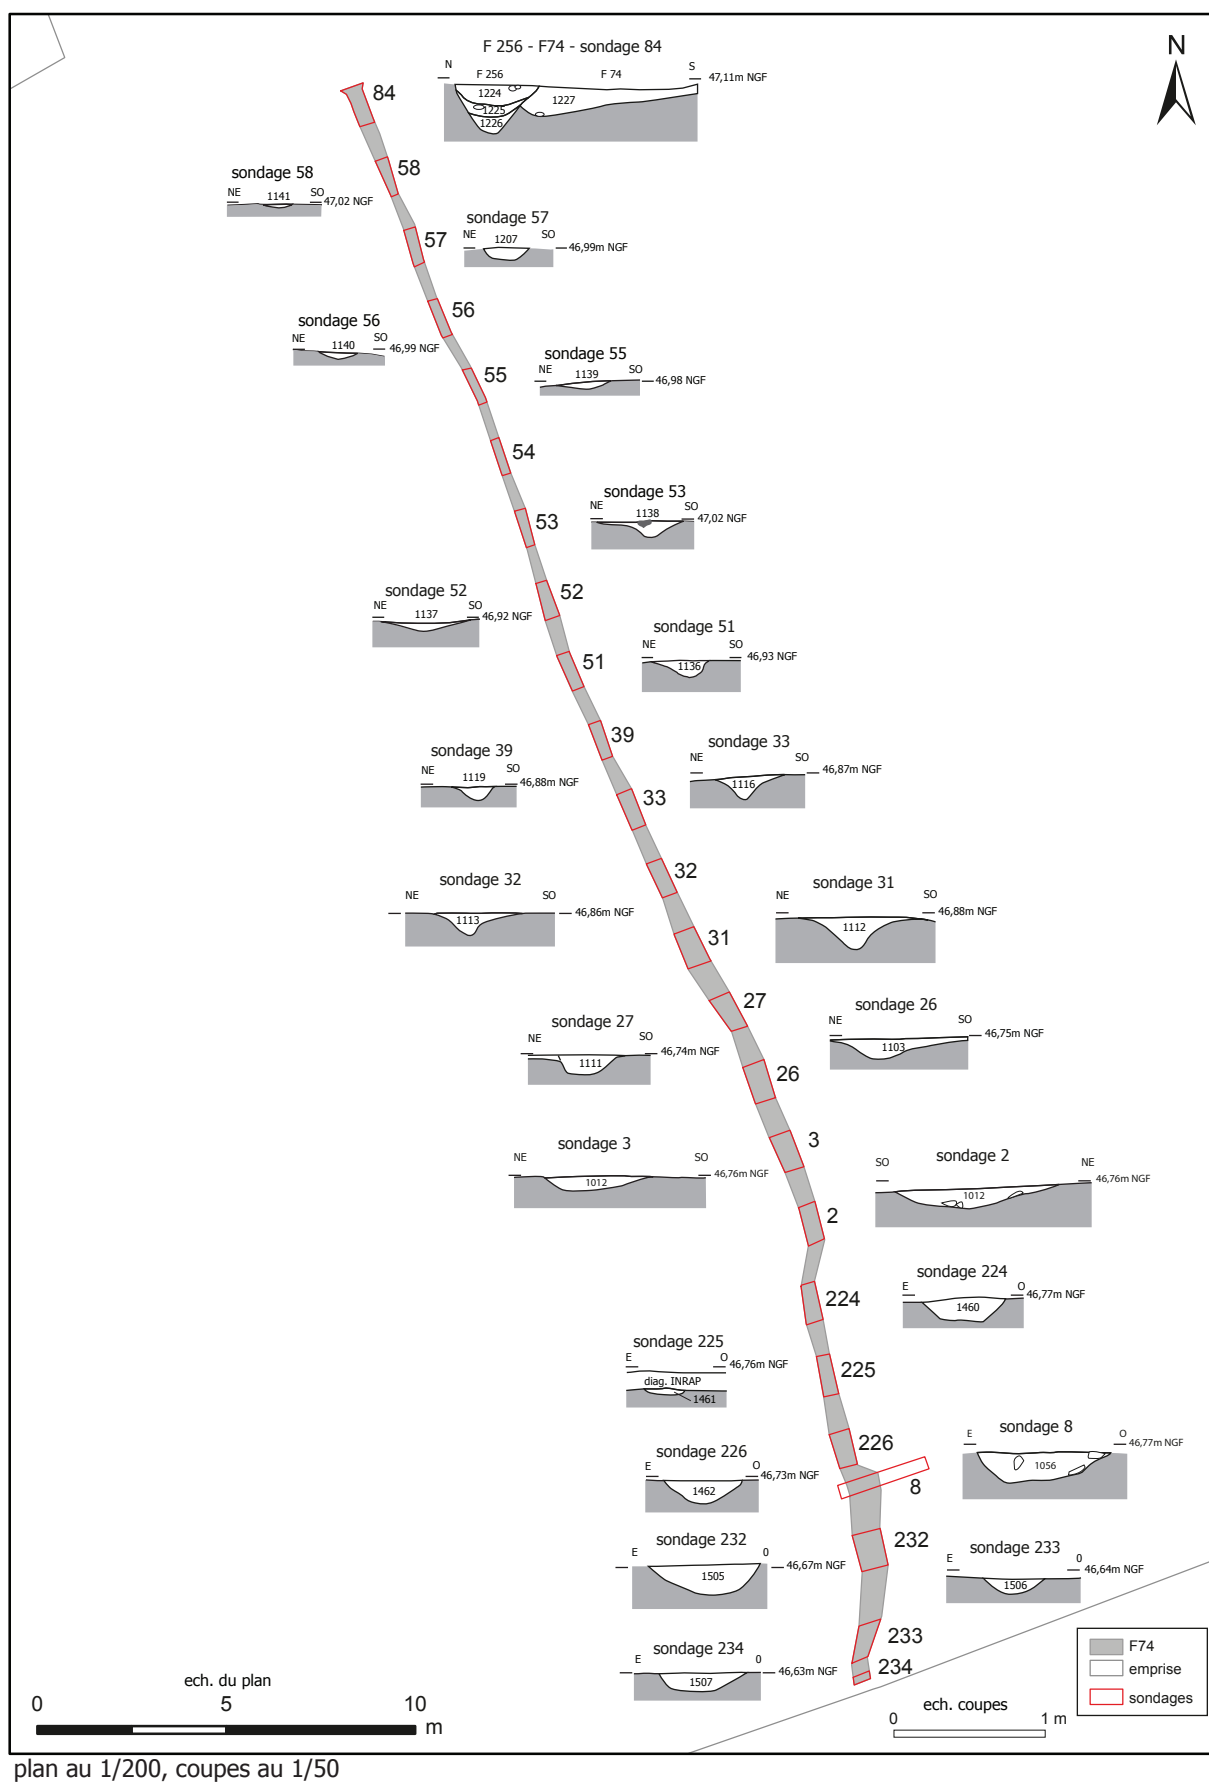 F 256 - F74 - sondage 84
N
N F 256 F 74 S 47,11m NGF
1224
1227
1225
1226
84
58
sondage 58
NE 1141 SO 47,02 NGF
sondage 57
NE 1207 SO 46,99m NGF
57
56
sondage 56
NE 1140 SO 46,99 NGF
sondage 55
NE 1139 SO 46,98 NGF
55
54
sondage 53
NE 1138 SO 47,02 NGF
53
sondage 52
NE 1137 SO 46,92 NGF
52
sondage 51
NE SO 46,93 NGF
1136
51
39
sondage 39
NE 1119 SO 46,88m NGF
sondage 33
NE SO 46,87m NGF
1116
33
32
sondage 32
NE SO 46,86m NGF
1113
sondage 31
NE SO 46,88m NGF
1112
31
27
sondage 27
NE SO 46,74m NGF
1111
sondage 26
NE SO 46,75m NGF
1103
26
3
sondage 3
NE SO 46,76m NGF
1012
sondage 2
SO NE 46,76m NGF
1012
2
sondage 224
E O 46,77m NGF
1460
224
sondage 225
E O 46,76m NGF
diag. INRAP
1461
225
sondage 8
E O 46,77m NGF
1056
226
sondage 226
E O 46,73m NGF
1462
8
sondage 232
E 0 46,67m NGF
1505
232
sondage 233
E 0 46,64m NGF
1506
233
sondage 234
E 0 46,63m NGF
1507
234
F74
emprise
sondages
ech. du plan
0 5 10
m
ech. coupes
0 1 m
plan au 1/200, coupes au 1/50